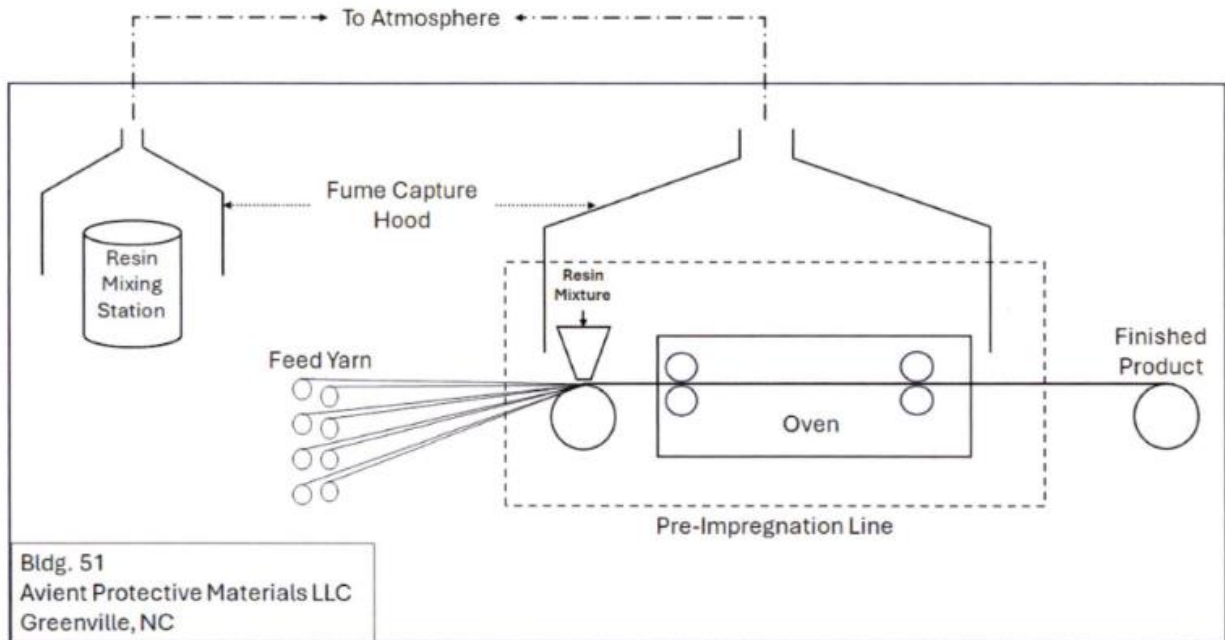 To Atmosphere
Fume Capture
Hood
Resin
Mixing
Station
Resin
Mixture
Feed Yarn
Finished
Product
Oven
Pre-Impregnation Line
Bldg. 51
Avient Protective Materials LLC
Greenville, NC